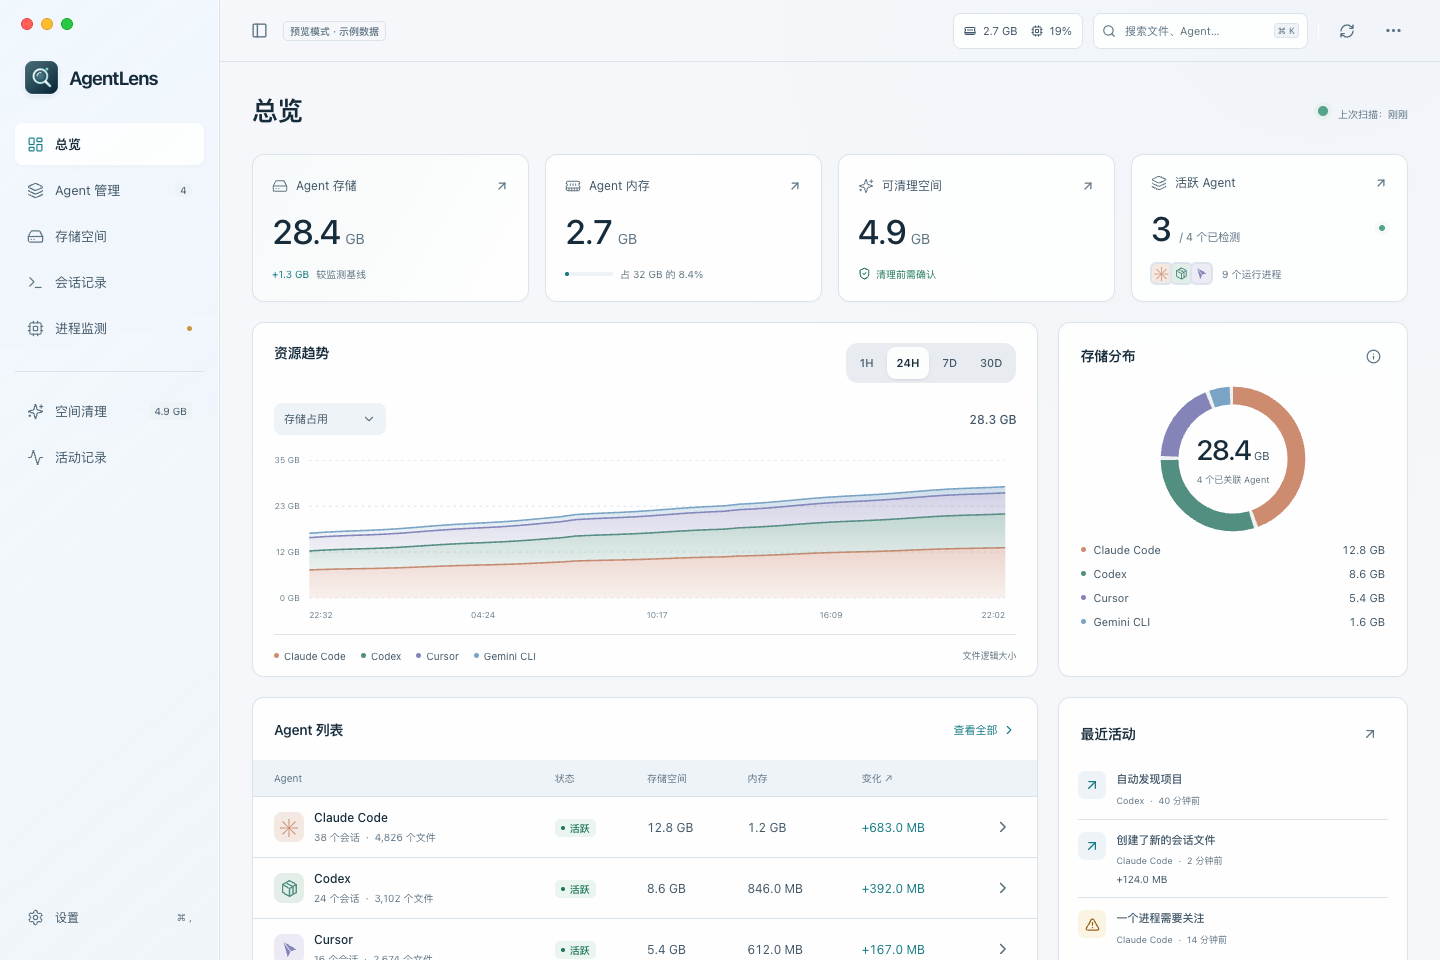 AgentLens
总览
Agent 管理 4
存储空间
会话记录
进程监测
空间清理 4.9 GB
活动记录
设置 ⌘ ,
预览模式 · 示例数据
2.7 GB 19%
搜索文件、Agent... ⌘ K
总览
上次扫描：刚刚
Agent 存储
28.4 GB
+1.3 GB 较监测基线
Agent 内存
2.7 GB
占 32 GB 的 8.4%
可清理空间
4.9 GB
清理前需确认
活跃 Agent
3 / 4 个已检测
9 个运行进程
资源趋势
1H 24H 7D 30D
存储占用
28.3 GB
35 GB
23 GB
12 GB
0 GB
22:32 04:24 10:17 16:09 22:02
Claude Code Codex Cursor Gemini CLI
文件逻辑大小
存储分布
28.4 GB
4 个已关联 Agent
Claude Code 12.8 GB
Codex 8.6 GB
Cursor 5.4 GB
Gemini CLI 1.6 GB
Agent 列表
查看全部
Agent 状态 存储空间 内存 变化 ↗
Claude Code
38 个会话 · 4,826 个文件
活跃 12.8 GB 1.2 GB +683.0 MB
Codex
24 个会话 · 3,102 个文件
活跃 8.6 GB 846.0 MB +392.0 MB
Cursor
16 个会话 · 2,674 个文件
活跃 5.4 GB 612.0 MB +167.0 MB
最近活动
自动发现项目
Codex · 40 分钟前
创建了新的会话文件
Claude Code · 2 分钟前
+124.0 MB
一个进程需要关注
Claude Code · 14 分钟前